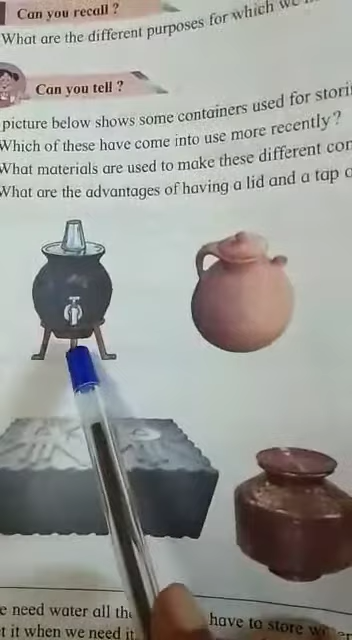 Can you recall ?
What are the different purposes for which we
Can you tell ?
picture below shows some containers used for
Which of these have come into use more recently ?
What materials are used to make these different
What are the advantages of having a lid and a tap
need water all
have to store
it when we need it